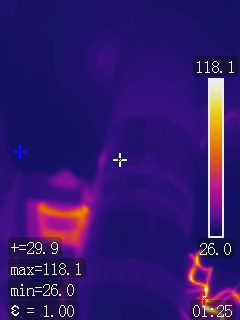 118.1
26.0
+=29.9
max=118.1
min=26.0
ε = 1.00
01:25